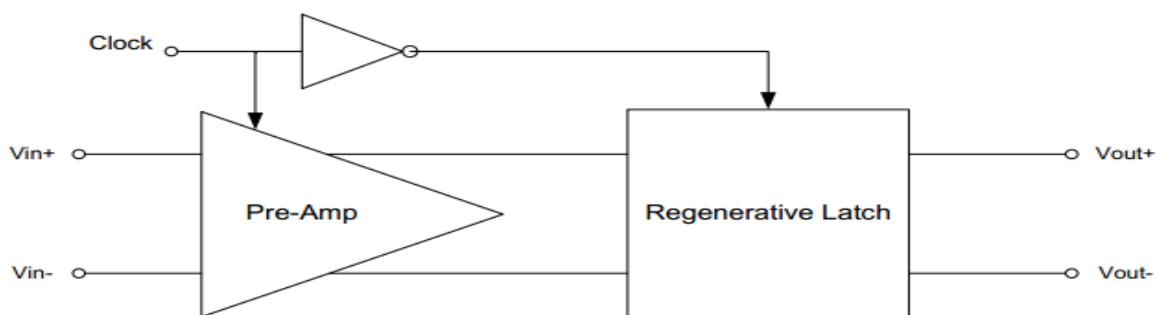 Clock
Vin+
Vout+
Pre-Amp
Regenerative Latch
Vin-
Vout-